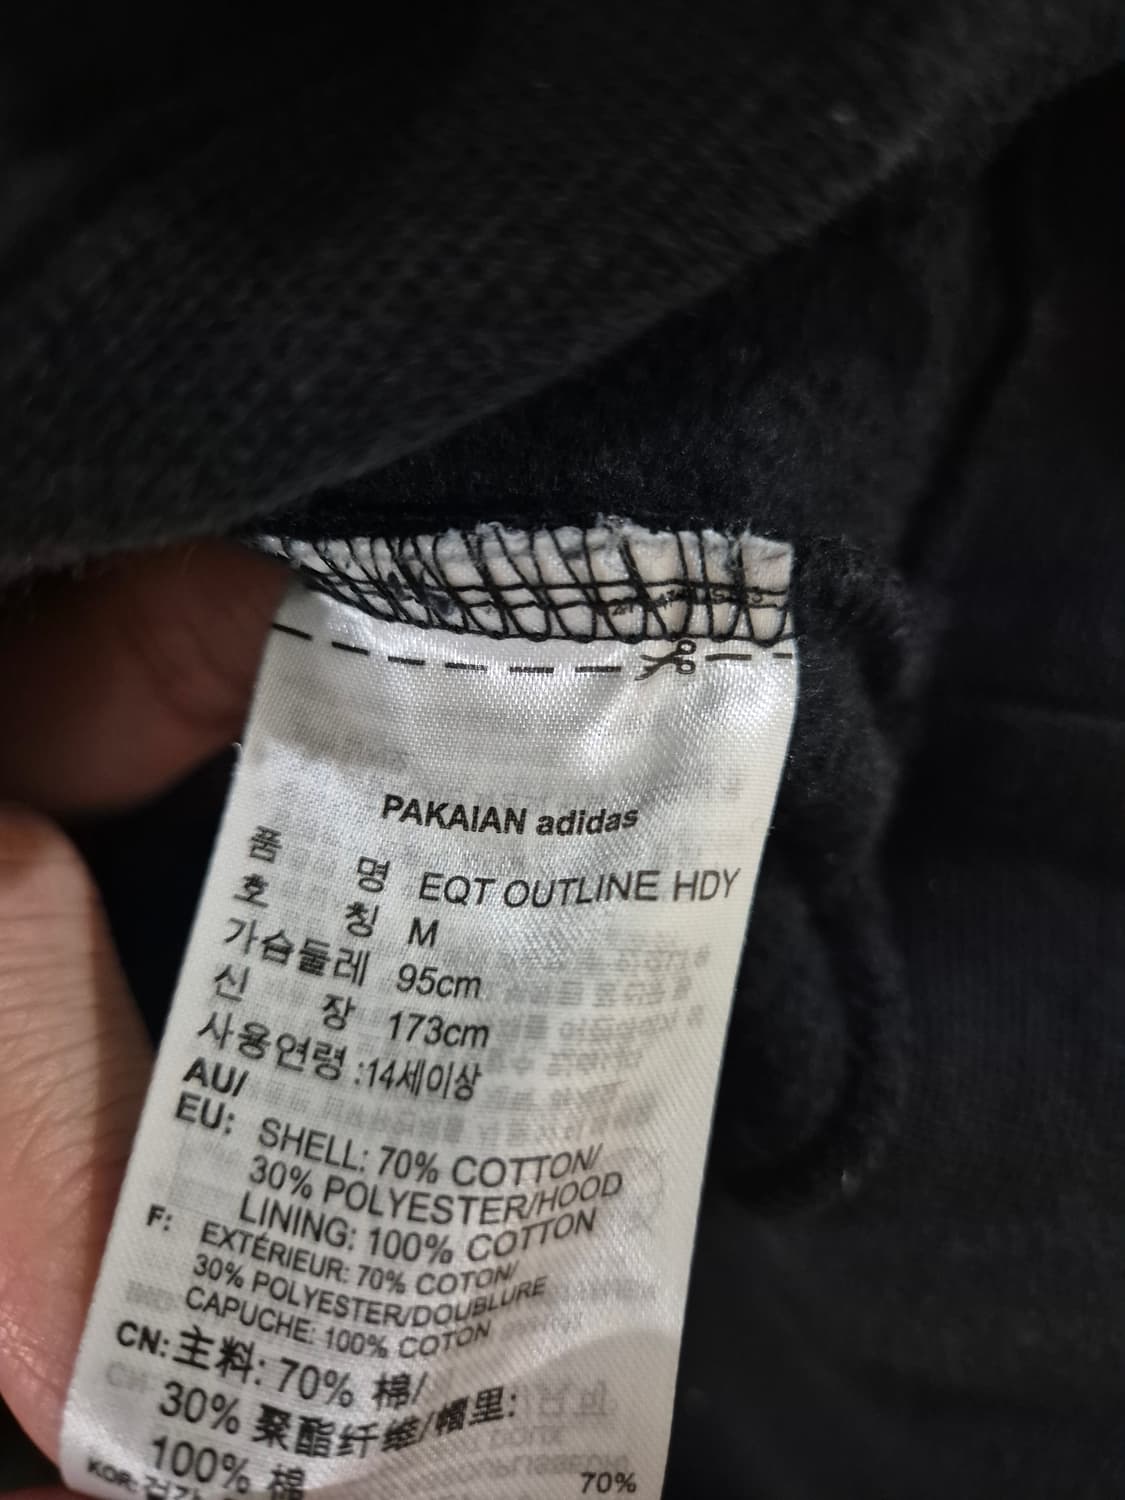 PAKAIAN adidas
품 명 EQT OUTLINE HDY
호 칭 M
가슴둘레 95cm
신 장 173cm
사용연령 :14세이상
AU/
EU: SHELL: 70% COTTON/
30% POLYESTER/HOOD
LINING: 100% COTTON
F: EXTÉRIEUR: 70% COTON/
30% POLYESTER/DOUBLURE
CAPUCHE: 100% COTON
CN: 主料: 70% 棉/
30% 聚酯纤维/帽里:
100% 棉
KOR: 겉감 70%